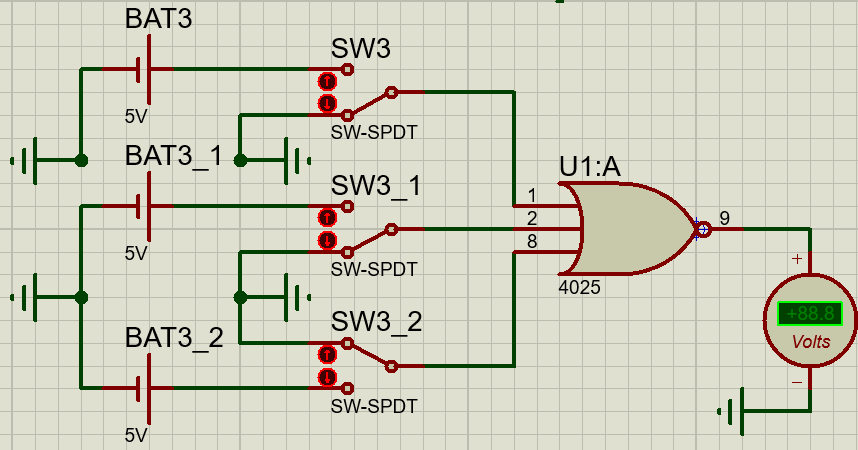 BAT3
SW3
5V
SW-SPDT
BAT3_1
SW3_1
U1:A
1
2
8
9
5V
SW-SPDT
4025
BAT3_2
SW3_2
+
+88.8
Volts
−
5V
SW-SPDT